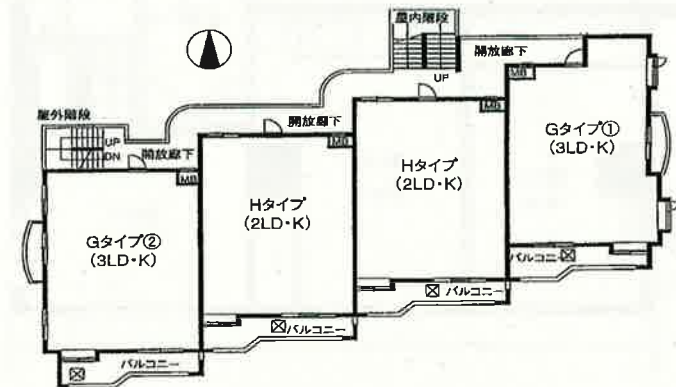 屋内階段
開放廊下
UP
MB
Gタイプ①
(3LD・K)
MB
屋外階段
開放廊下
UP
DN
開放廊下
MB
Hタイプ
(2LD・K)
MB
Hタイプ
(2LD・K)
Gタイプ②
(3LD・K)
バルコニー
バルコニー
バルコニー
バルコニー